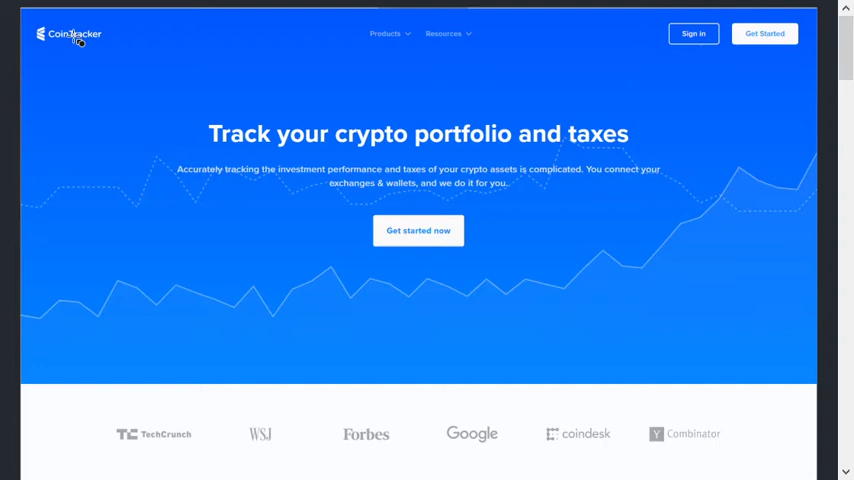 CoinTracker
Products
Resources
Sign in
Get Started
Track your crypto portfolio and taxes
Accurately tracking the investment performance and taxes of your crypto assets is complicated. You connect your
exchanges & wallets, and we do it for you.
Get started now
TC TechCrunch
WSJ
Forbes
Google
coindesk
Y Combinator